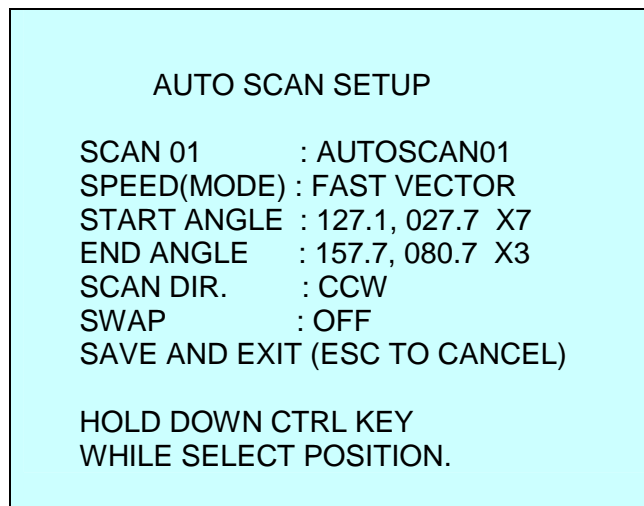 AUTO SCAN SETUP
SCAN 01 : AUTOSCAN01
SPEED(MODE) : FAST VECTOR
START ANGLE : 127.1, 027.7 X7
END ANGLE : 157.7, 080.7 X3
SCAN DIR. : CCW
SWAP : OFF
SAVE AND EXIT (ESC TO CANCEL)
HOLD DOWN CTRL KEY
WHILE SELECT POSITION.